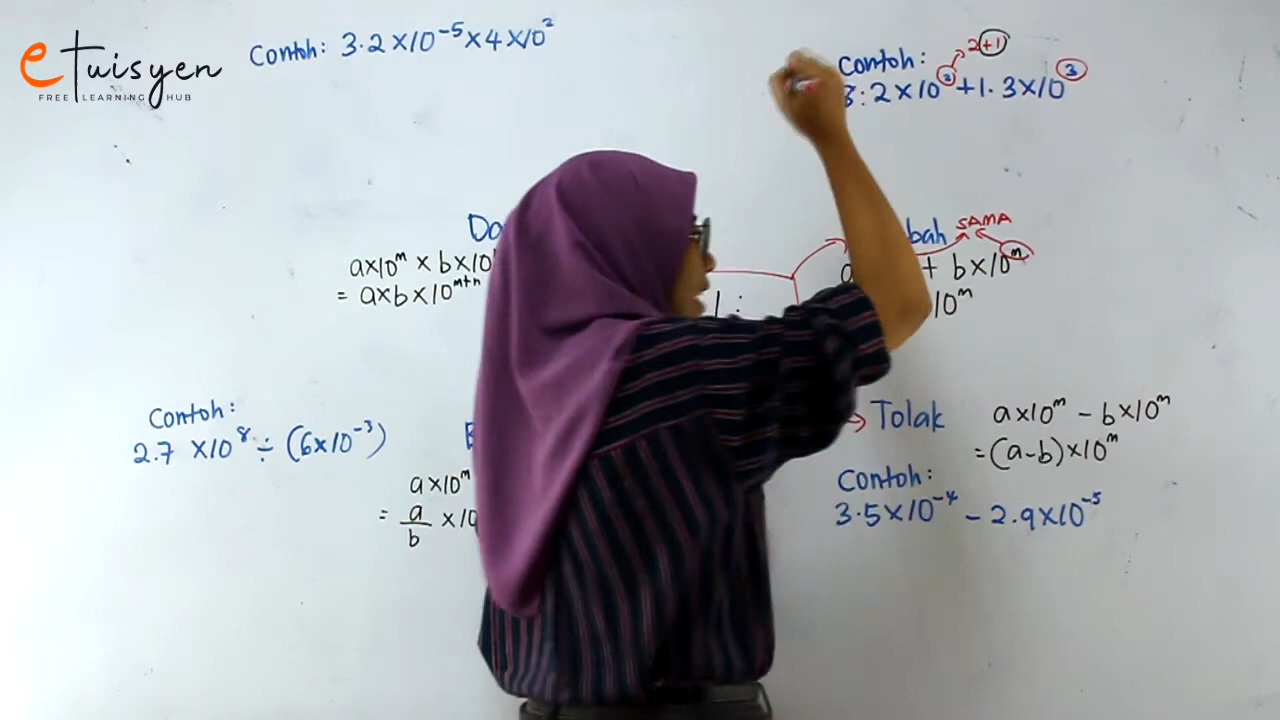 eTuisyen
FREE LEARNING HUB
Contoh: 3.2 × 10⁻⁵ × 4 × 10²
2+1
Contoh:
3.2 × 10² + 1.3 × 10³
SAMA
a×10ᵐ × b×10
= a×b×10ᵐ⁺ⁿ
+ b×10ᵐ
10ᵐ
Contoh:
2.7 × 10⁸ ÷ (6×10⁻³)
a×10ᵐ
= a/b ×10
Tolak
a×10ᵐ − b×10ᵐ
= (a−b)×10ᵐ
Contoh:
3.5×10⁻⁴ − 2.9×10⁻⁵